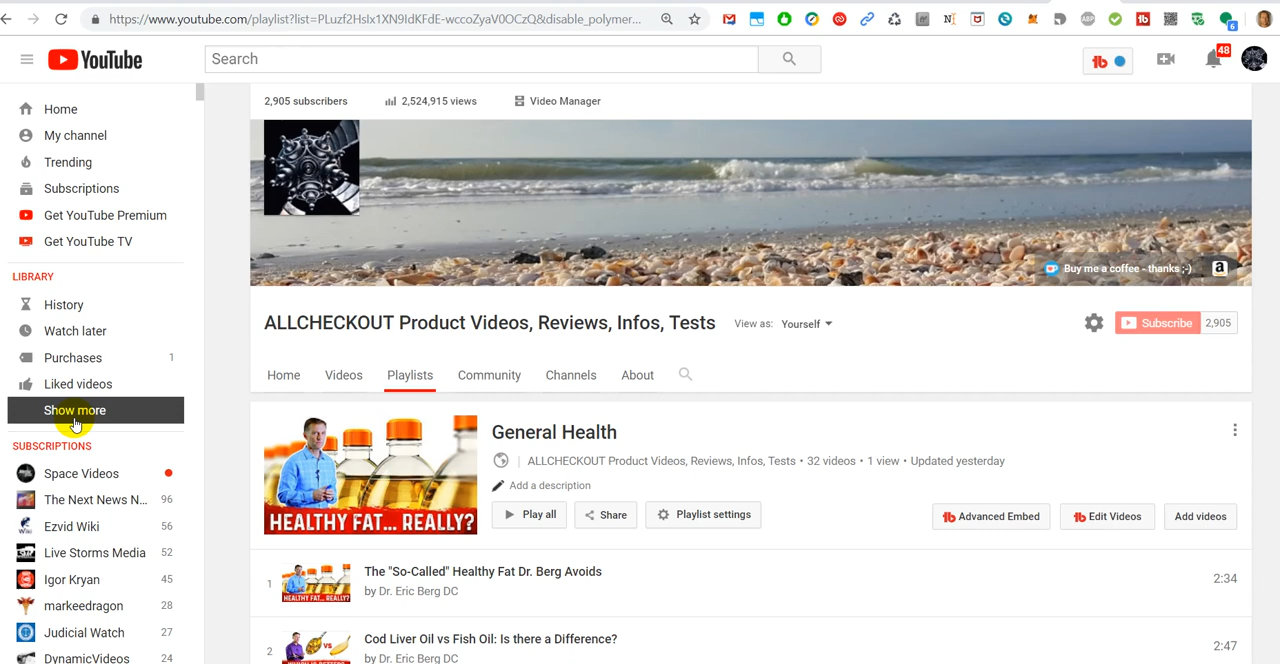 https://www.youtube.com/playlist?list=PLuzf2HsIx1XN9IdKFdE-wccoZyaV0OCzQ&disable_polymer...
6
YouTube
Search
48
Home
My channel
Trending
Subscriptions
Get YouTube Premium
Get YouTube TV
LIBRARY
History
Watch later
Purchases 1
Liked videos
Show more
SUBSCRIPTIONS
Space Videos
The Next News N... 96
Ezvid Wiki 56
Live Storms Media 52
Igor Kryan 45
markeedragon 28
Judicial Watch 27
DynamicVideos 24
2,905 subscribers 2,524,915 views Video Manager
Buy me a coffee - thanks ;-) a
ALLCHECKOUT Product Videos, Reviews, Infos, Tests View as: Yourself Subscribe 2,905
Home Videos Playlists Community Channels About
HEALTHY FAT... REALLY?
General Health
ALLCHECKOUT Product Videos, Reviews, Infos, Tests • 32 videos • 1 view • Updated yesterday
Add a description
Play all Share Playlist settings Advanced Embed Edit Videos Add videos
1 The "So-Called" Healthy Fat Dr. Berg Avoids 2:34
by Dr. Eric Berg DC
2 Cod Liver Oil vs Fish Oil: Is there a Difference? 2:47
by Dr. Eric Berg DC